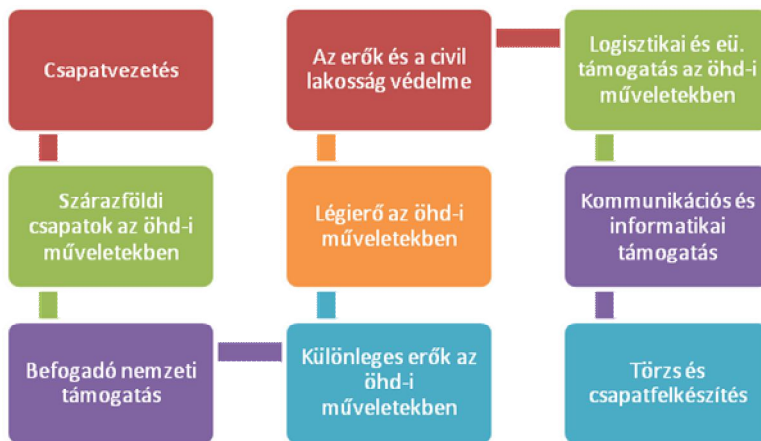 Csapatvezetés
Szárazföldi
csapatok az öhd-i
műveletekben
Befogadó nemzeti
támogatás
Különleges erők az
öhd-i
műveletekben
Légierő az öhd-i
műveletekben
Az erők és a civil
lakosság védelme
Logisztikai és eü.
támogatás az öhd-i
műveletekben
Kommunikációs és
informatikai
támogatás
Törzs és
csapatfelkészítés